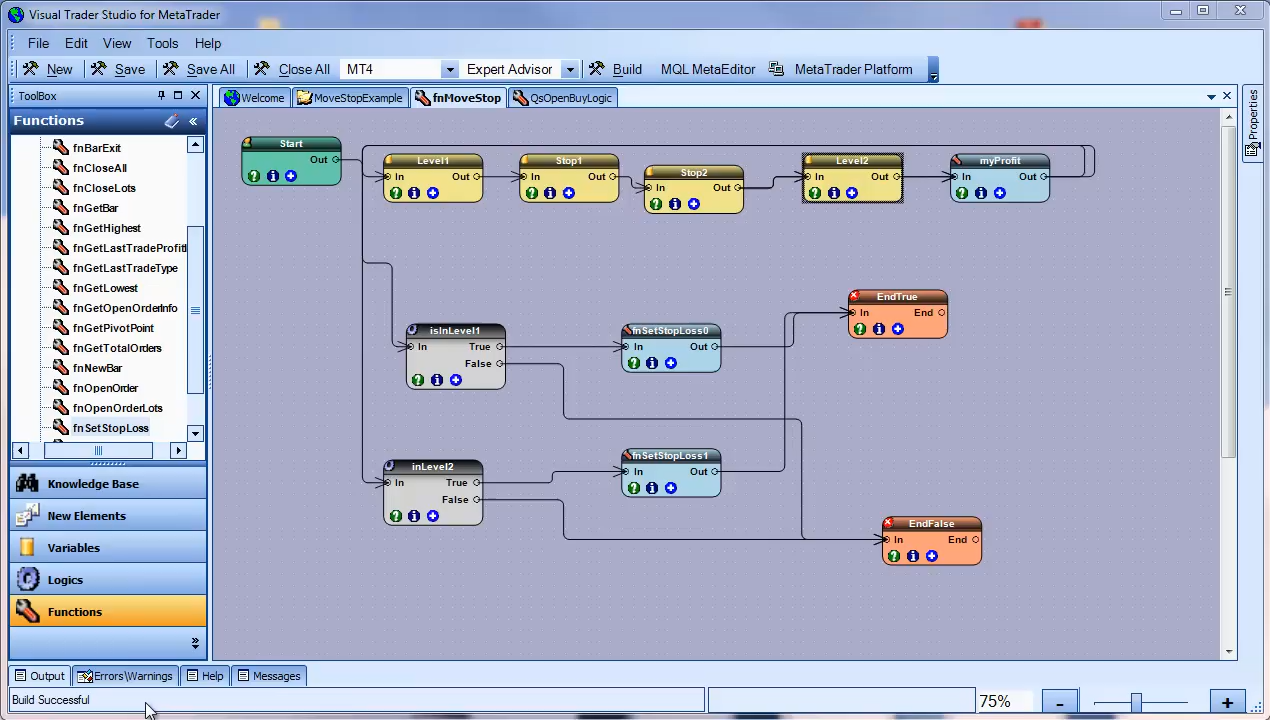 Visual Trader Studio for MetaTrader
File Edit View Tools Help
New Save Save All Close All MT4 Expert Advisor Build MQL MetaEditor MetaTrader Platform
ToolBox
Welcome MoveStopExample fnMoveStop QsOpenBuyLogic
Properties
Functions
fnBarExit
fnCloseAll
fnCloseLots
fnGetBar
fnGetHighest
fnGetLastTradeProfit
fnGetLastTradeType
fnGetLowest
fnGetOpenOrderInfo
fnGetPivotPoint
fnGetTotalOrders
fnNewBar
fnOpenOrder
fnOpenOrderLots
fnSetStopLoss
Knowledge Base
New Elements
Variables
Logics
Functions
Start
Out
Level1
In Out
Stop1
In Out
Stop2
In Out
Level2
In Out
myProfit
In Out
EndTrue
In End
isInLevel1
In True
False
fnSetStopLoss0
In Out
inLevel2
In True
False
fnSetStopLoss1
In Out
EndFalse
In End
Output Errors\Warnings Help Messages
Build Successful
75% - +